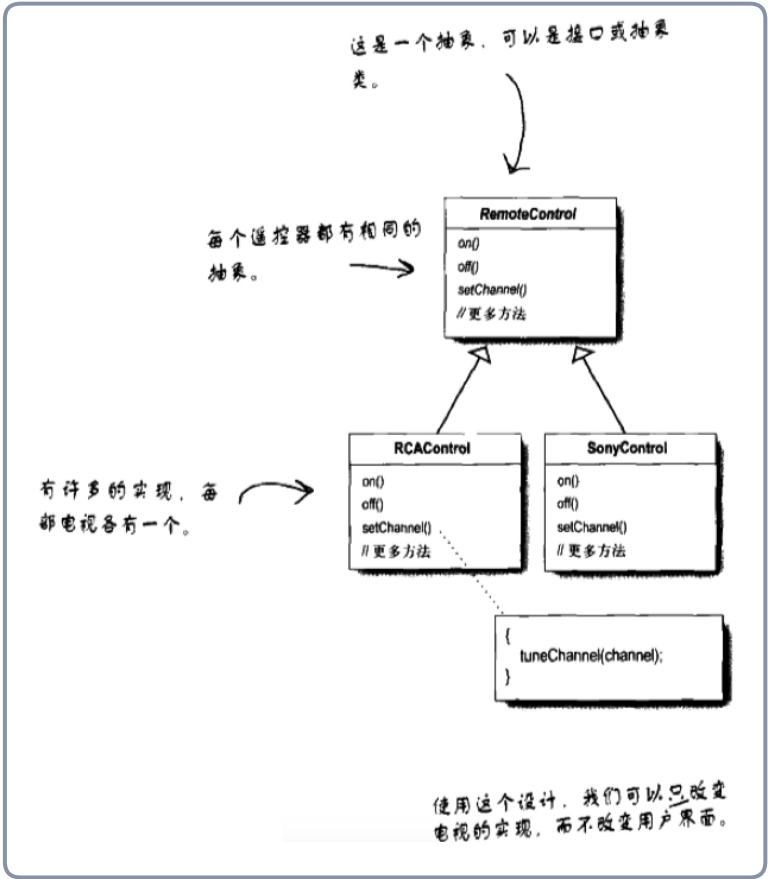 这是一个抽象，可以是接口或抽象
类。
RemoteControl
每个遥控器都有相同的
抽象。
on()
off()
setChannel()
//更多方法
RCAControl
on()
off()
setChannel()
//更多方法
SonyControl
on()
off()
setChannel()
//更多方法
有许多的实现，每
部电视各有一个。
{
tuneChannel(channel);
}
使用这个设计，我们可以只改变
电视的实现，而不改变用户界面。